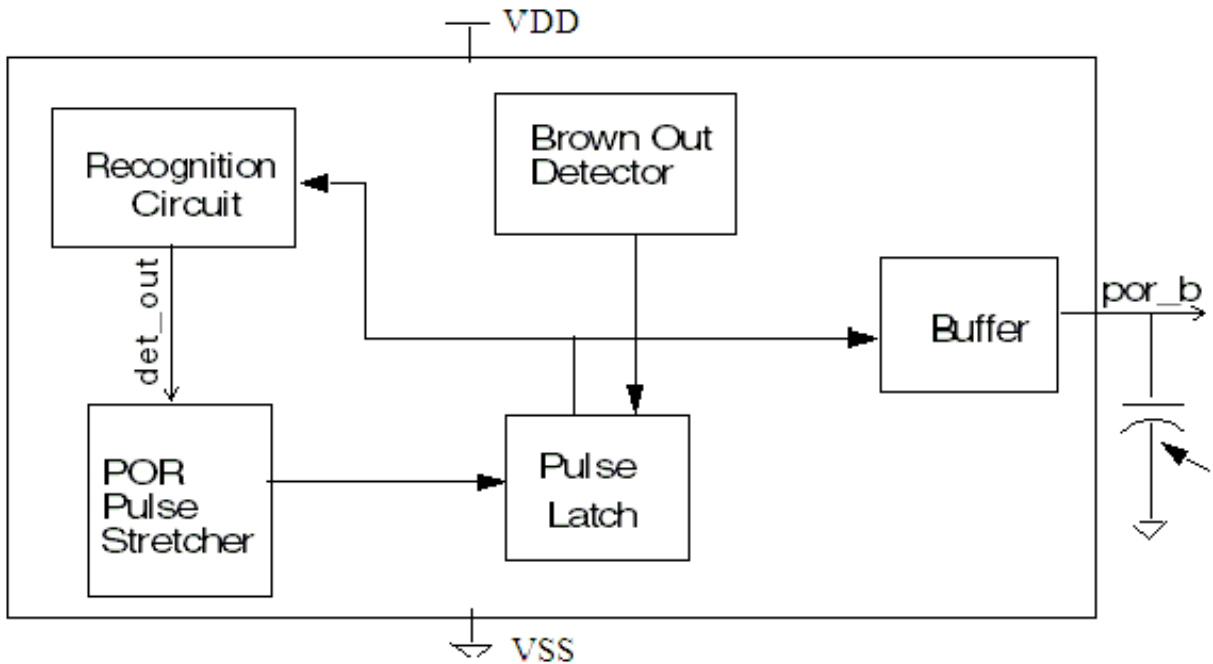 VDD
Recognition
Circuit
Brown Out
Detector
det_out
por_b
Buffer
POR
Pulse
Stretcher
Pulse
Latch
VSS